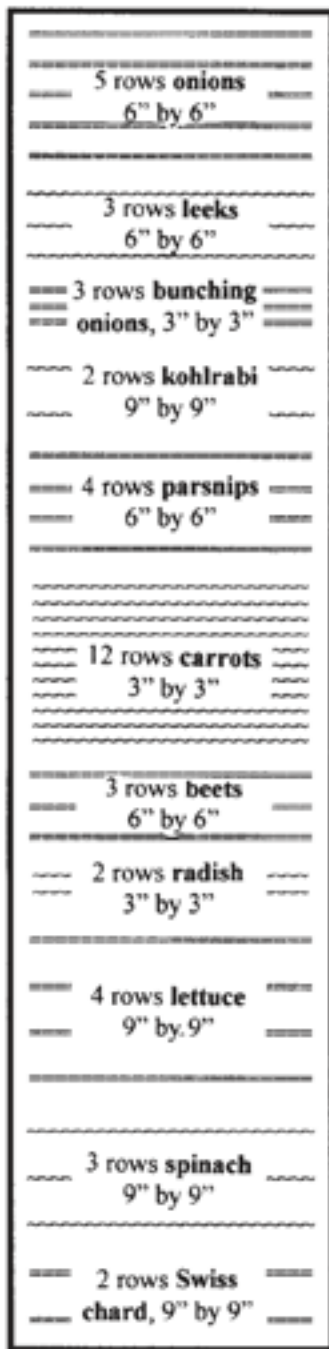 5 rows onions
6” by 6”
3 rows leeks
6” by 6”
3 rows bunching
onions, 3” by 3”
2 rows kohlrabi
9” by 9”
4 rows parsnips
6” by 6”
12 rows carrots
3” by 3”
3 rows beets
6” by 6”
2 rows radish
3” by 3”
4 rows lettuce
9” by 9”
3 rows spinach
9” by 9”
2 rows Swiss
chard, 9” by 9”